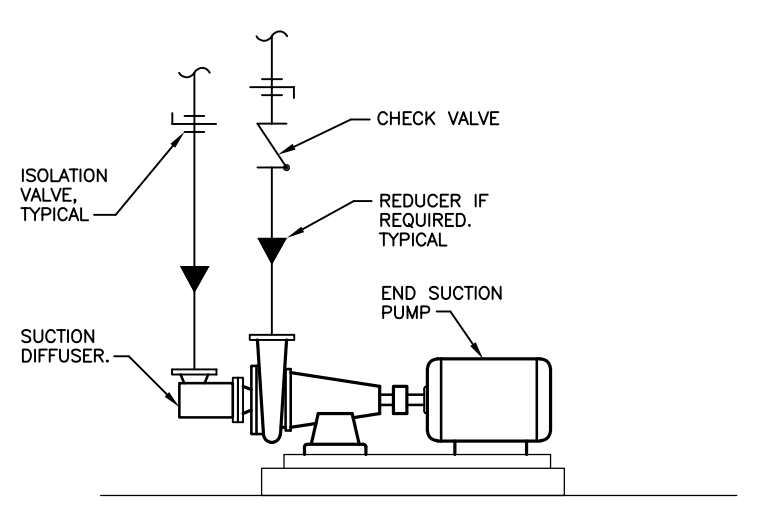 CHECK VALVE
ISOLATION
VALVE,
TYPICAL
REDUCER IF
REQUIRED.
TYPICAL
END SUCTION
PUMP
SUCTION
DIFFUSER.